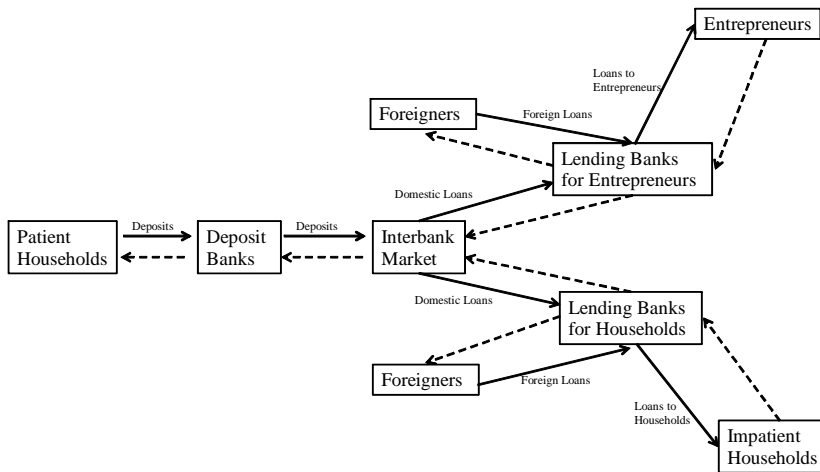 Entrepreneurs
Loans to
Entrepreneurs
Foreigners
Foreign Loans
Lending Banks
for Entrepreneurs
Domestic Loans
Patient
Households
Deposits
Deposit
Banks
Deposits
Interbank
Market
Domestic Loans
Lending Banks
for Households
Foreigners
Foreign Loans
Loans to
Households
Impatient
Households